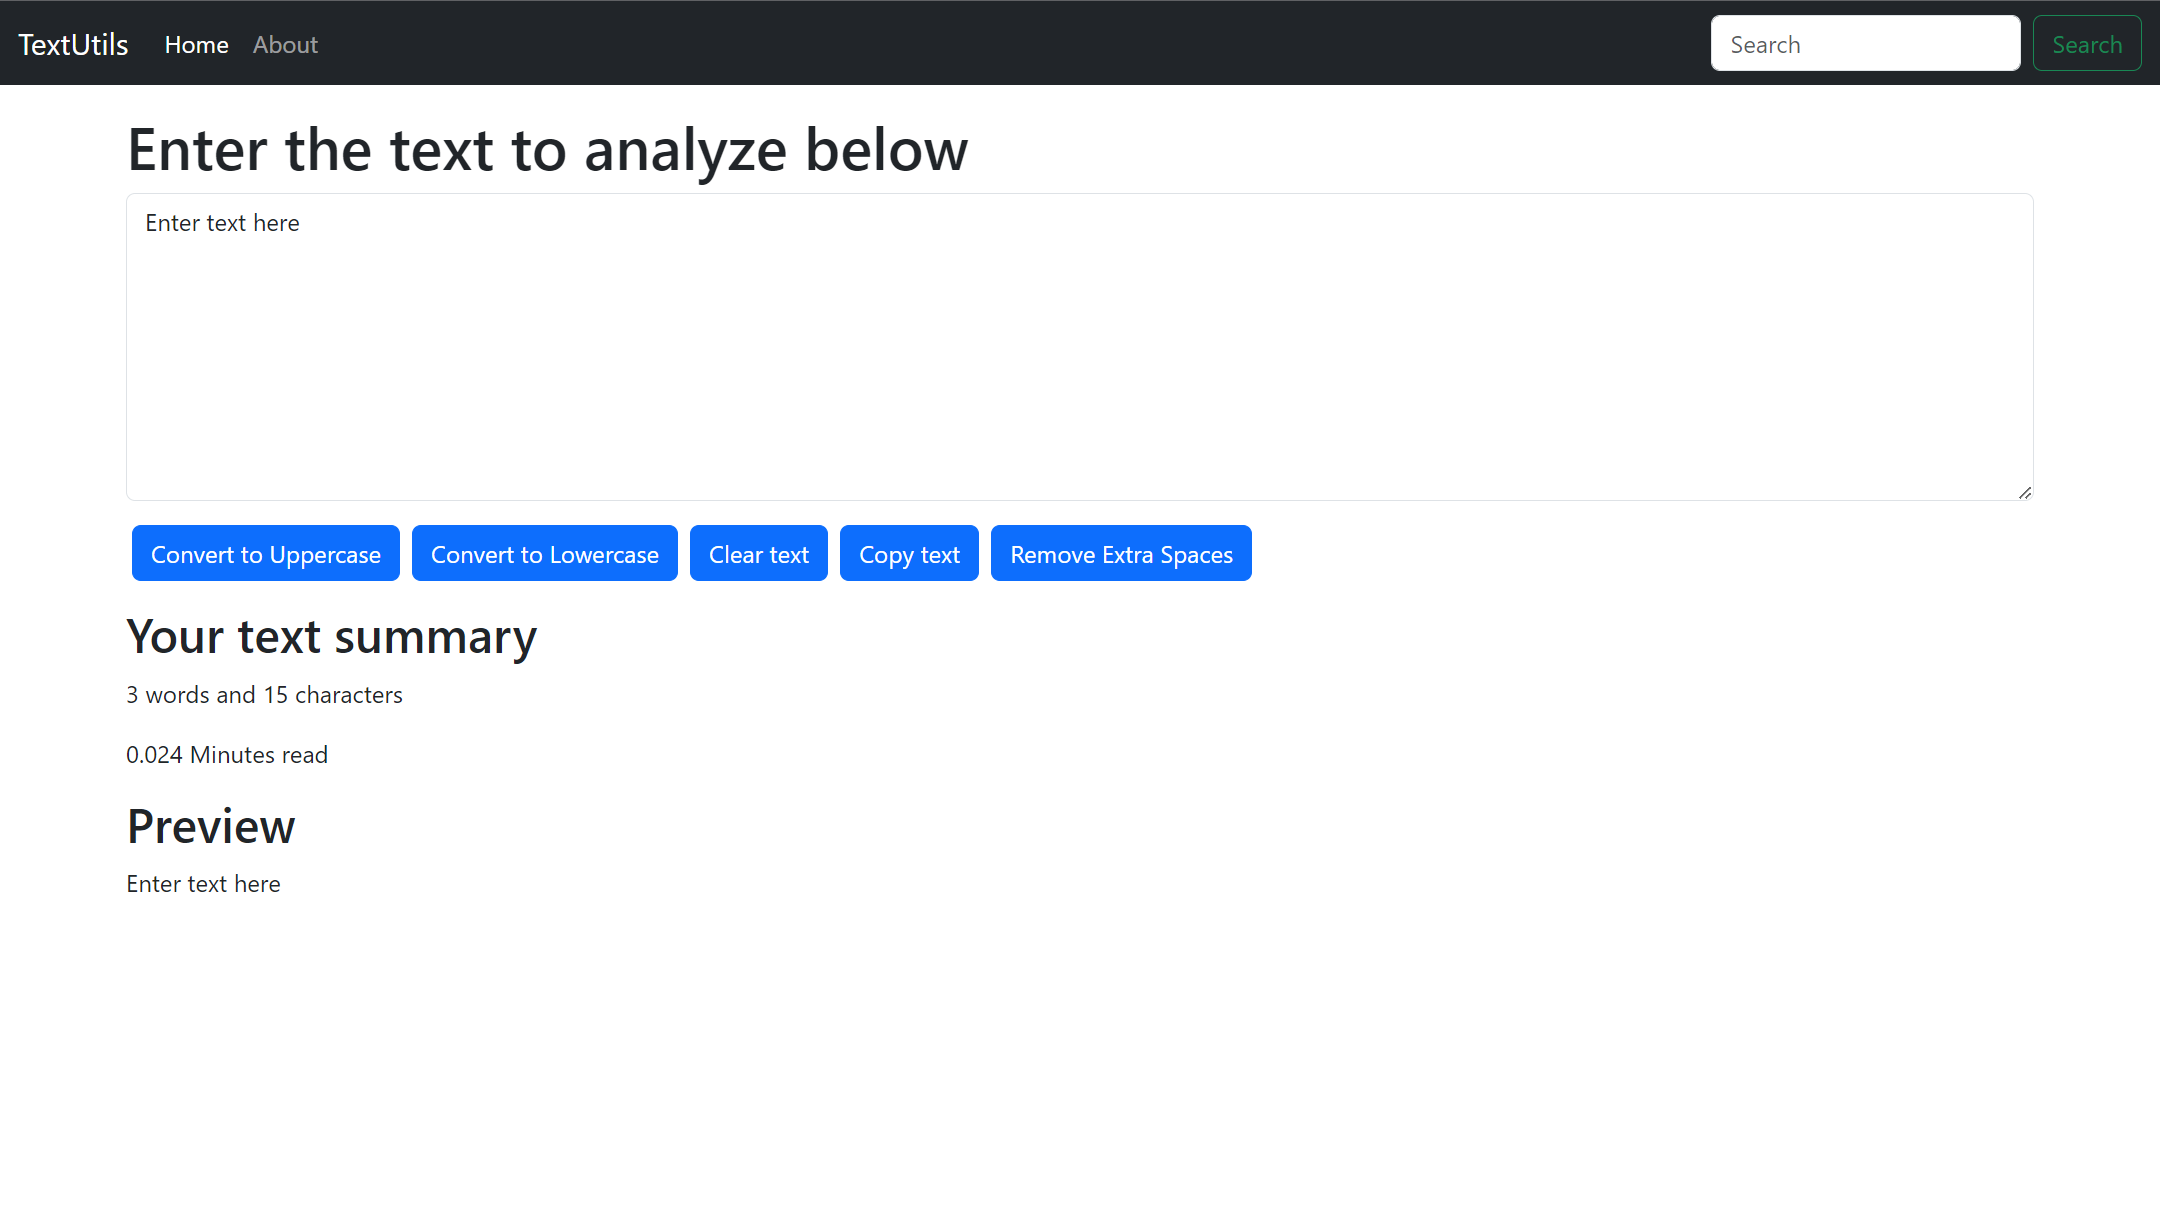 TextUtils Home About Search Search
Enter the text to analyze below
Enter text here
Convert to Uppercase Convert to Lowercase Clear text Copy text Remove Extra Spaces
Your text summary
3 words and 15 characters
0.024 Minutes read
Preview
Enter text here